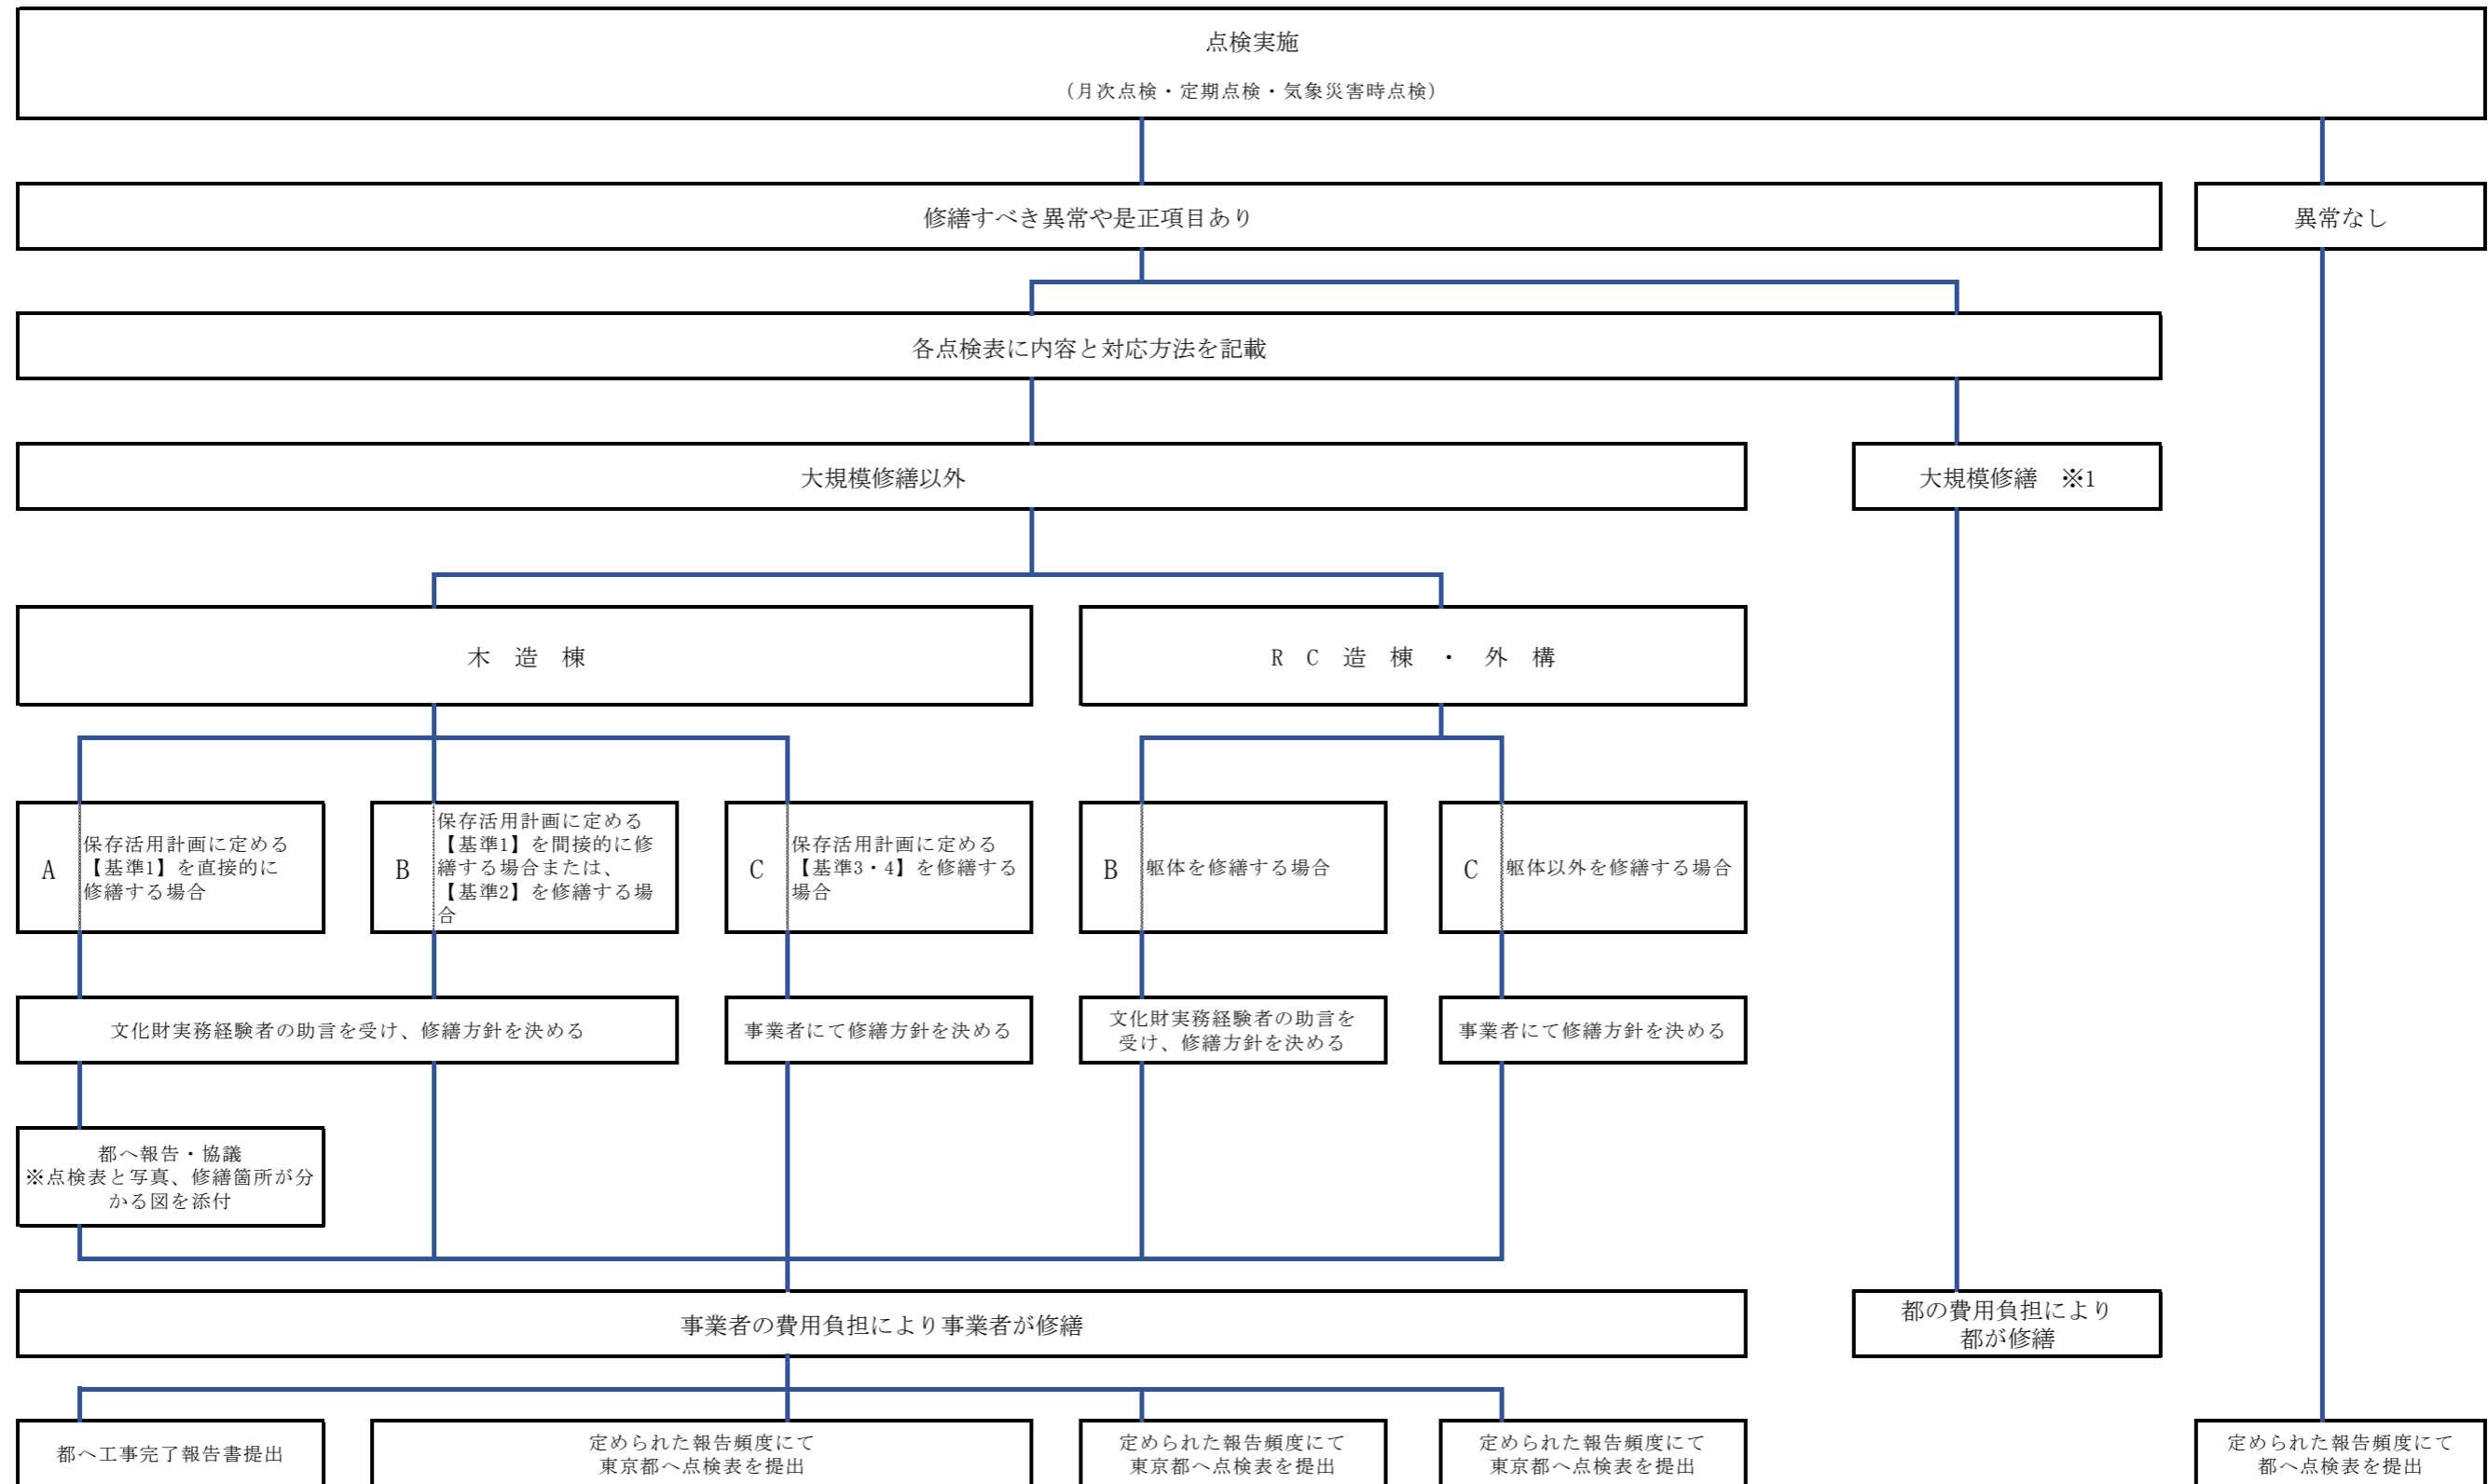 点検実施
（月次点検・定期点検・気象災害時点検）
修繕すべき異常や是正項目あり
異常なし
各点検表に内容と対応方法を記載
大規模修繕以外
大規模修繕　※1
木　造　棟
R　C　造　棟　・　外　構
A
保存活用計画に定める
【基準1】を直接的に
修繕する場合
B
保存活用計画に定める
【基準1】を間接的に修
繕する場合または、
【基準2】を修繕する場
合
C
保存活用計画に定める
【基準3・4】を修繕する
場合
B
躯体を修繕する場合
C
躯体以外を修繕する場合
文化財実務経験者の助言を受け、修繕方針を決める
事業者にて修繕方針を決める
文化財実務経験者の助言を
受け、修繕方針を決める
事業者にて修繕方針を決める
都へ報告・協議
※点検表と写真、修繕箇所が分
かる図を添付
事業者の費用負担により事業者が修繕
都の費用負担により
都が修繕
都へ工事完了報告書提出
定められた報告頻度にて
東京都へ点検表を提出
定められた報告頻度にて
東京都へ点検表を提出
定められた報告頻度にて
東京都へ点検表を提出
定められた報告頻度にて
都へ点検表を提出